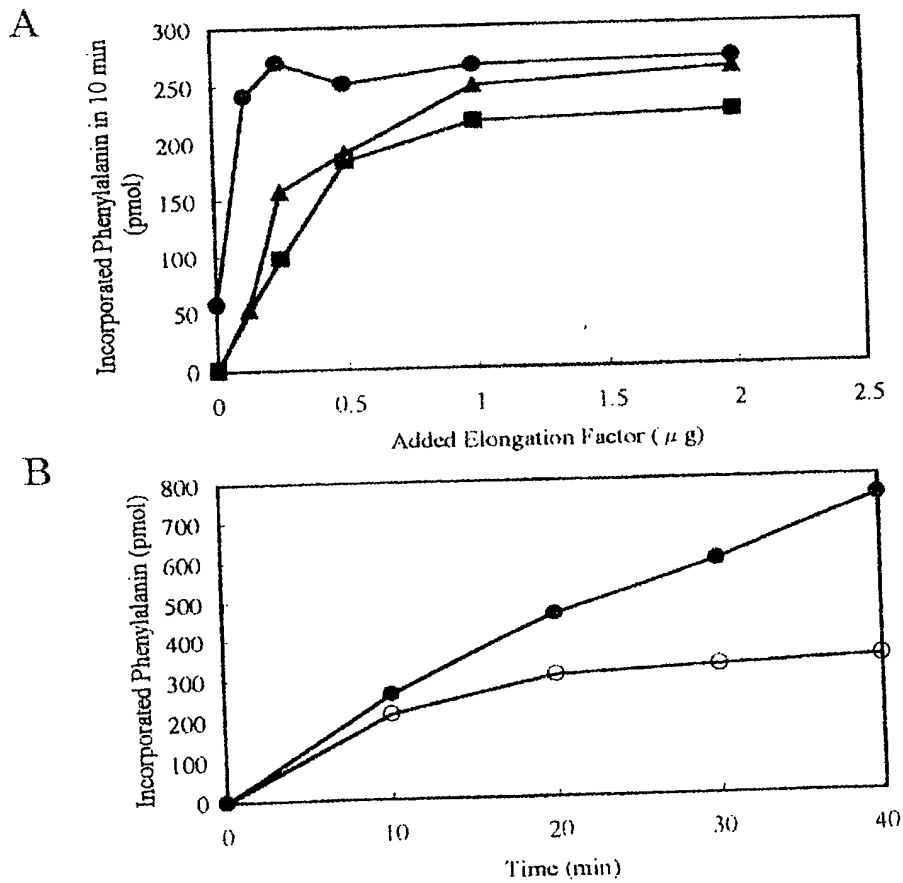 A
Incorporated Phenylalanin in 10 min
(pmol)
300
250
200
150
100
50
0
0 0.5 1 1.5 2 2.5
Added Elongation Factor ( μ g)
B
Incorporated Phenylalanin (pmol)
800
700
600
500
400
300
200
100
0
0 10 20 30 40
Time (min)